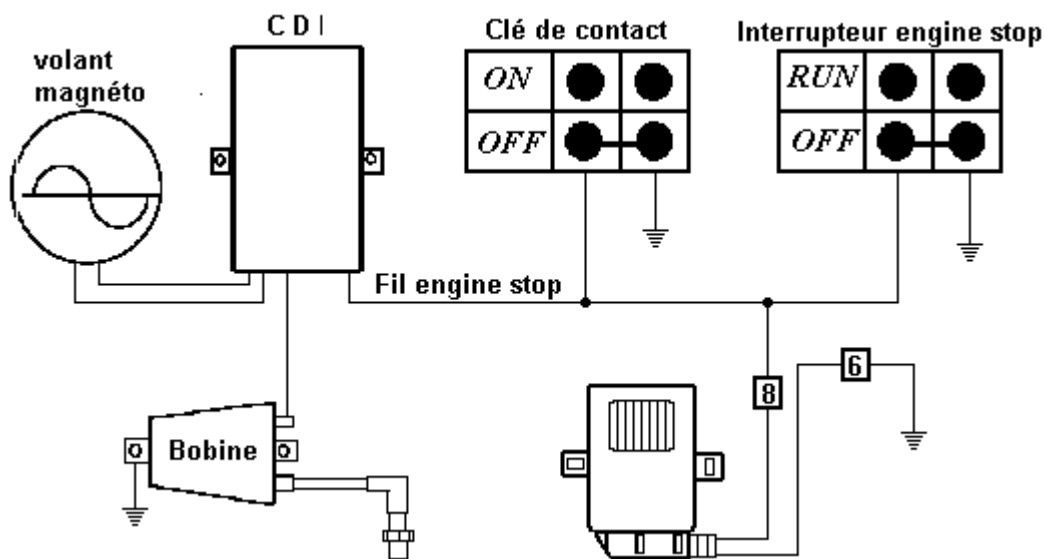 C D I
Clé de contact
Interrupteur engine stop
volant
magnéto
ON
OFF
RUN
OFF
Fil engine stop
8
6
Bobine